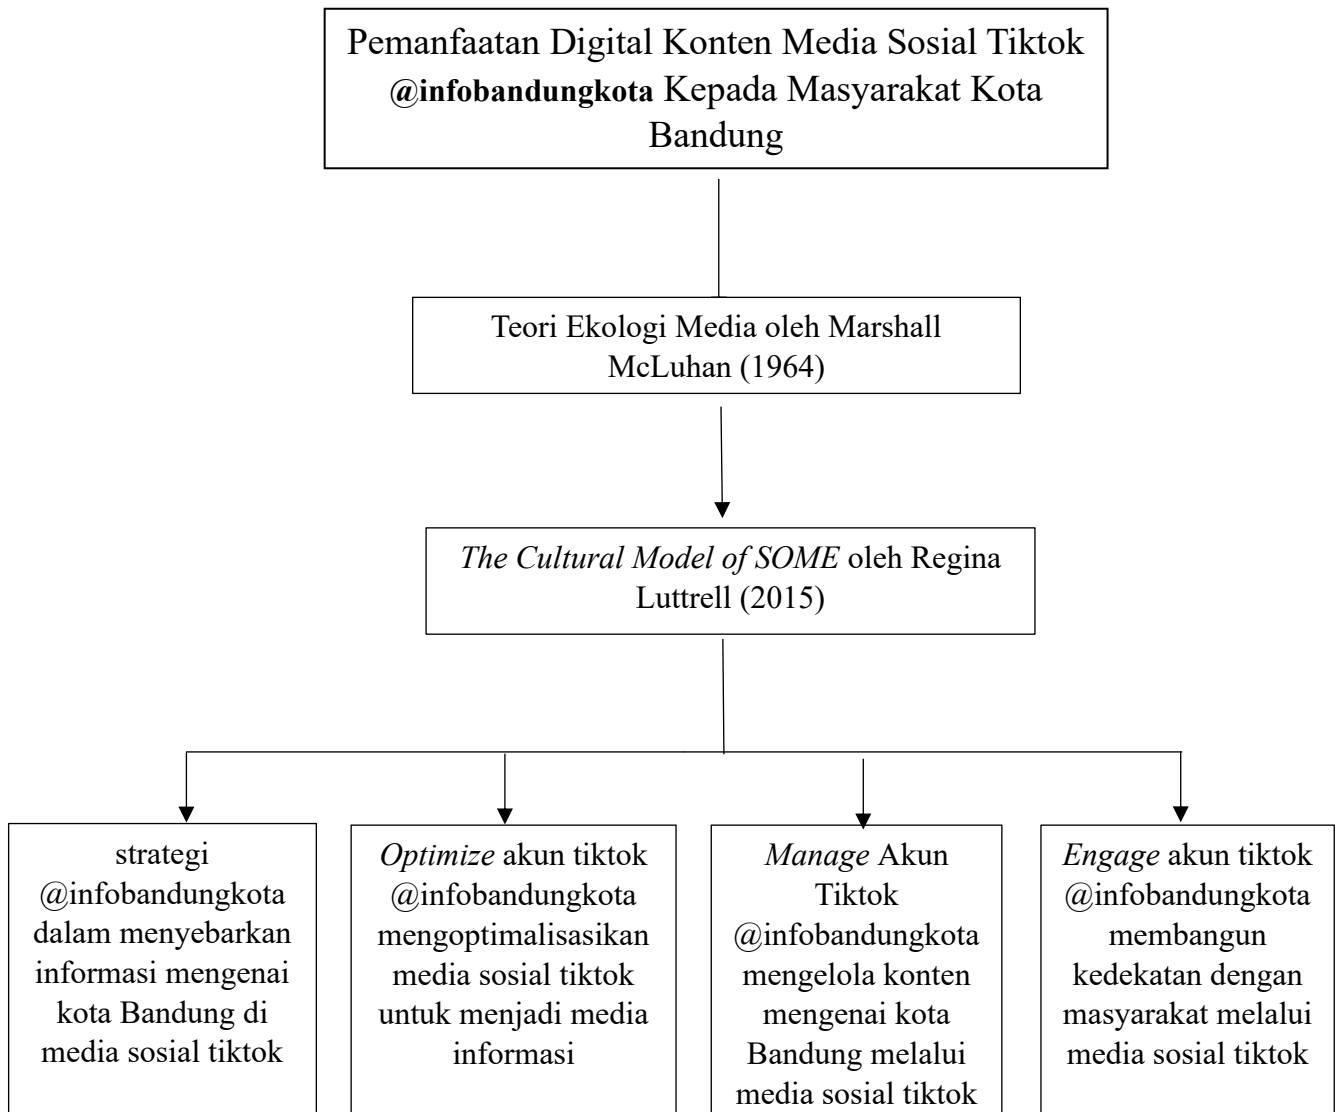 Pemanfaatan Digital Konten Media Sosial Tiktok
@infobandungkota Kepada Masyarakat Kota
Bandung
Teori Ekologi Media oleh Marshall
McLuhan (1964)
The Cultural Model of SOME oleh Regina
Luttrell (2015)
strategi
@infobandungkota
dalam menyebarkan
informasi mengenai
kota Bandung di
media sosial tiktok
Optimize akun tiktok
@infobandungkota
mengoptimalisasikan
media sosial tiktok
untuk menjadi media
informasi
Manage Akun
Tiktok
@infobandungkota
mengelola konten
mengenai kota
Bandung melalui
media sosial tiktok
Engage akun tiktok
@infobandungkota
membangun
kedekatan dengan
masyarakat melalui
media sosial tiktok